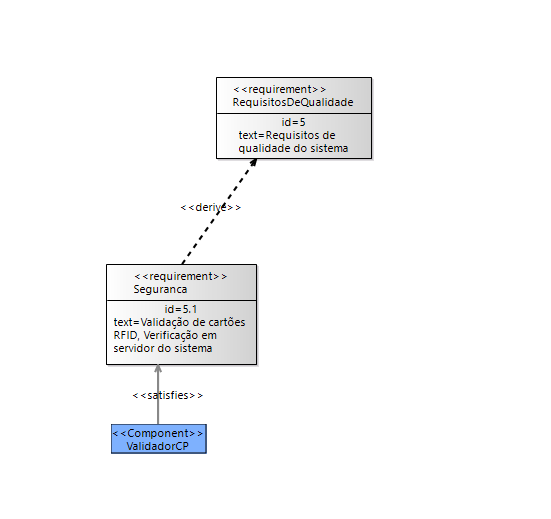 <<requirement>>
RequisitosDeQualidade
id=5
text=Requisitos de
qualidade do sistema
<<derive>>
<<requirement>>
Seguranca
id=5.1
text=Validação de cartões
RFID, Verificação em
servidor do sistema
<<satisfies>>
<<Component>>
ValidadorCP